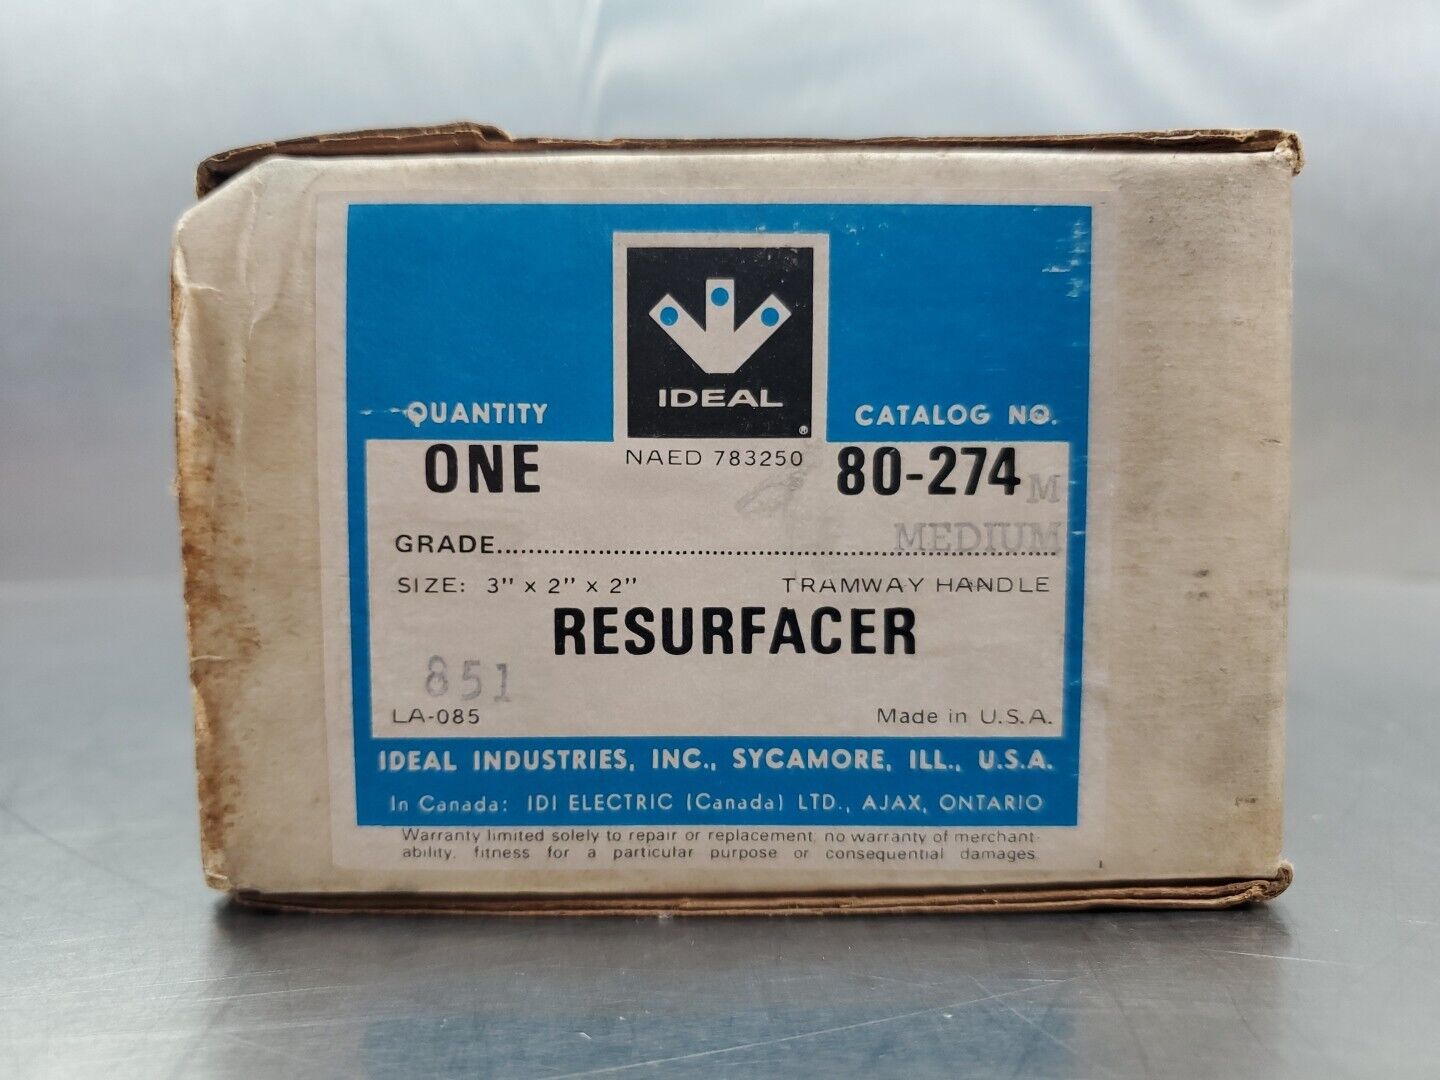 IDEAL
®
QUANTITY CATALOG NO.
ONE NAED 783250 80-274 M
MEDIUM
GRADE..........................................................................
SIZE: 3" x 2" x 2" TRAMWAY HANDLE
RESURFACER
851
LA-085 Made in U.S.A.
IDEAL INDUSTRIES, INC., SYCAMORE, ILL., U.S.A.
In Canada: IDI ELECTRIC (Canada) LTD., AJAX, ONTARIO
Warranty limited solely to repair or replacement; no warranty of merchant-
ability, fitness for a particular purpose or consequential damages.